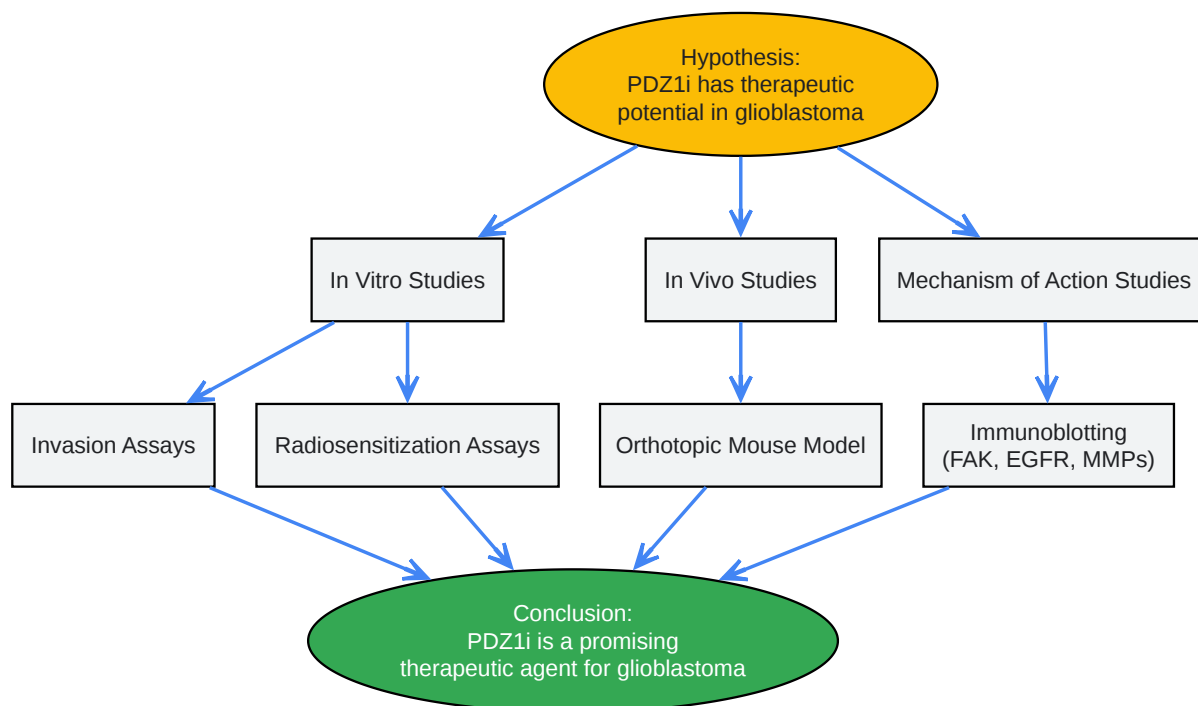 Hypothesis:
PDZ1i has therapeutic
potential in glioblastoma
In Vitro Studies
In Vivo Studies
Mechanism of Action Studies
Invasion Assays
Radiosensitization Assays
Orthotopic Mouse Model
Immunoblotting
(FAK, EGFR, MMPs)
Conclusion:
PDZ1i is a promising
therapeutic agent for glioblastoma